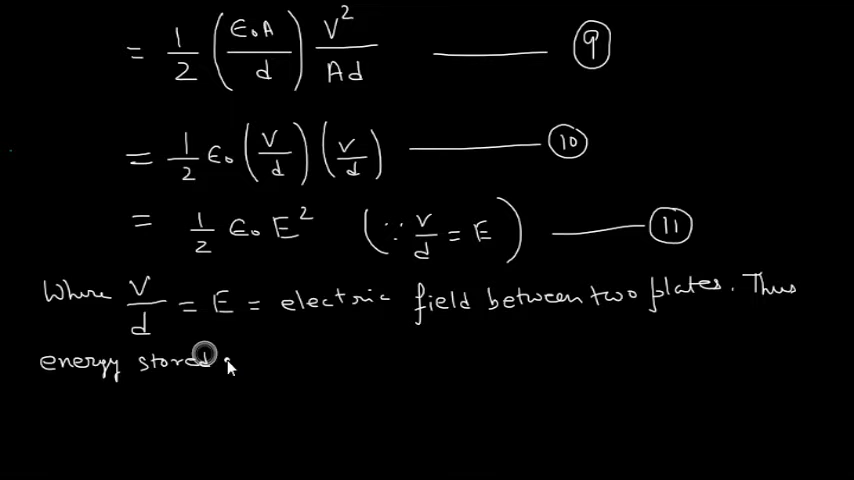 = 1/2 (ε₀A/d) V²/Ad ——— ⑨
= 1/2 ε₀ (V/d) (V/d) ——— ⑩
= 1/2 ε₀ E² (∵ V/d = E) ——— ⑪
Where V/d = E = electric field between two plates. Thus
energy stored